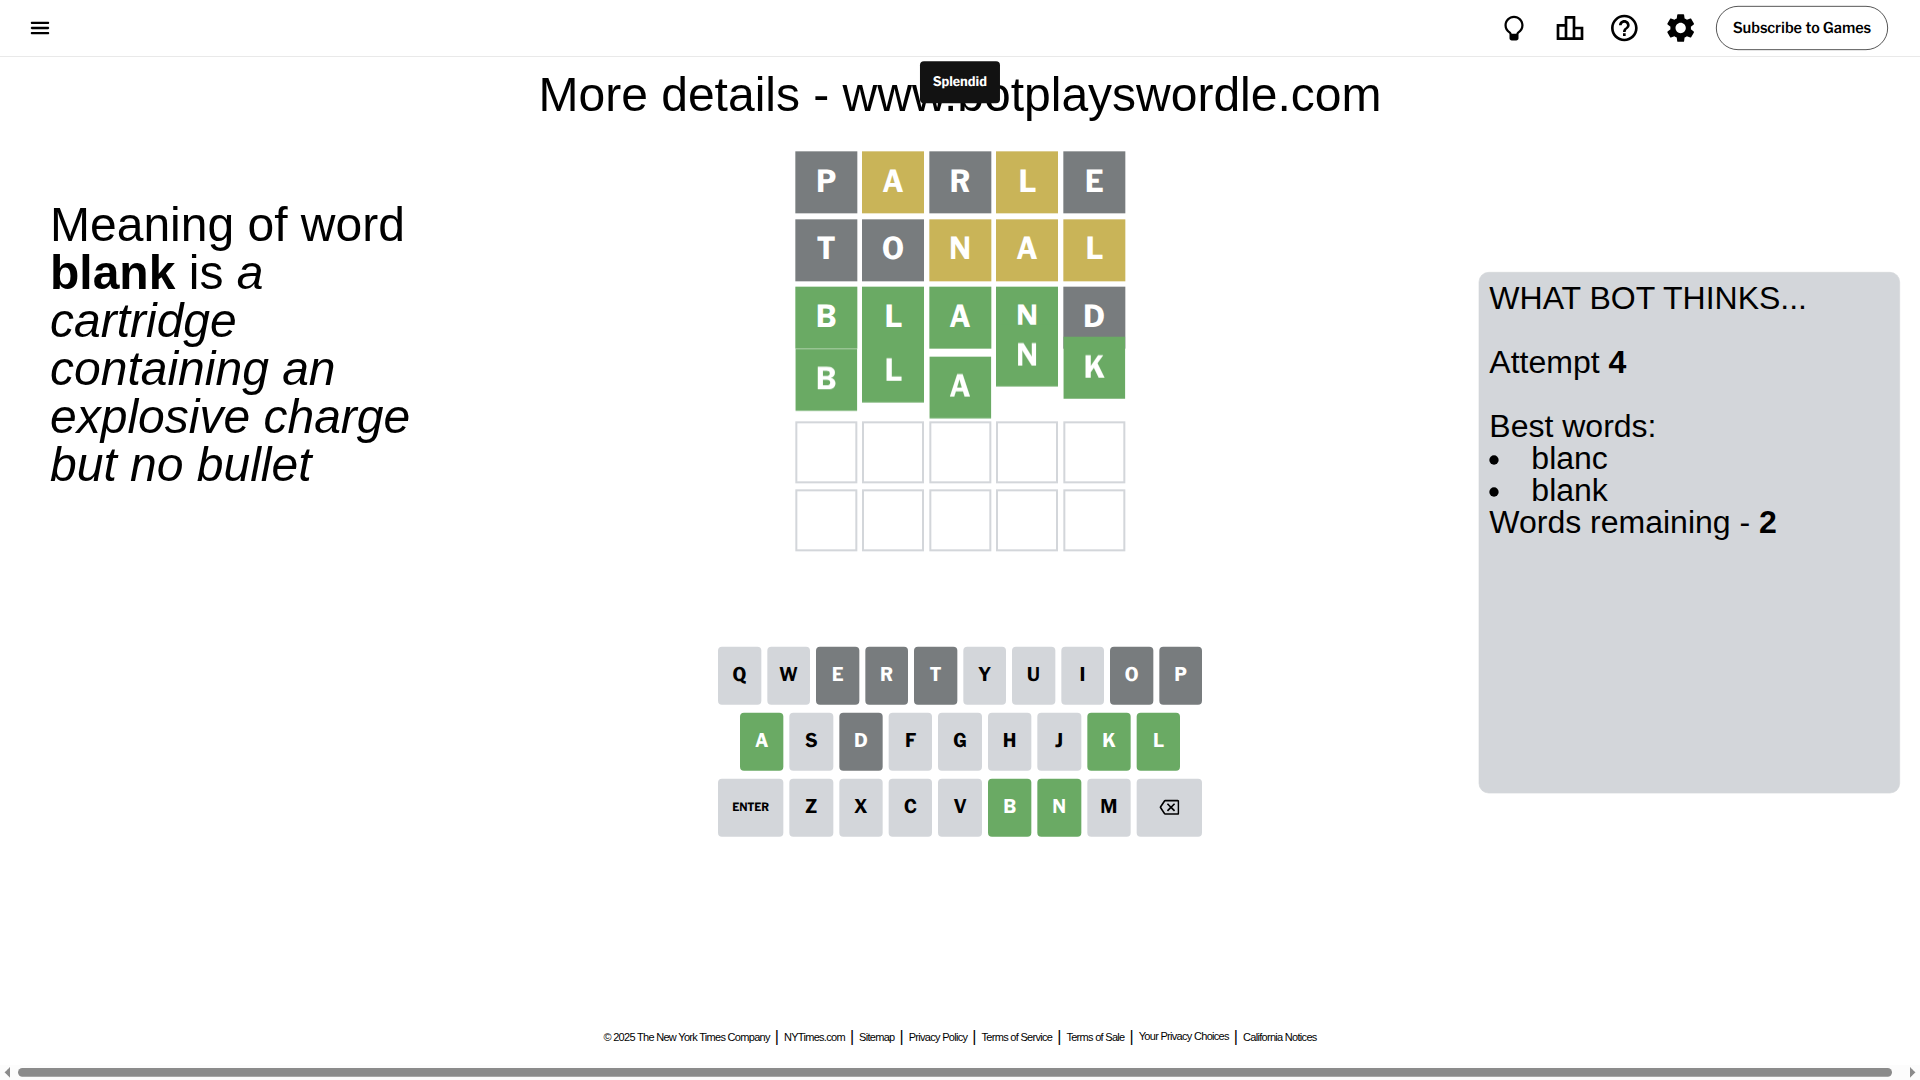 Subscribe to Games
Splendid
More details - www.botplayswordle.com
Meaning of word
blank is a
cartridge
containing an
explosive charge
but no bullet
P A R L E
T O N A L
B L A N D
B L A N K
WHAT BOT THINKS...
Attempt 4
Best words:
• blanc
• blank
Words remaining - 2
Q W E R T Y U I O P
A S D F G H J K L
ENTER Z X C V B N M
© 2025 The New York Times Company | NYTimes.com | Sitemap | Privacy Policy | Terms of Service | Terms of Sale | Your Privacy Choices | California Notices